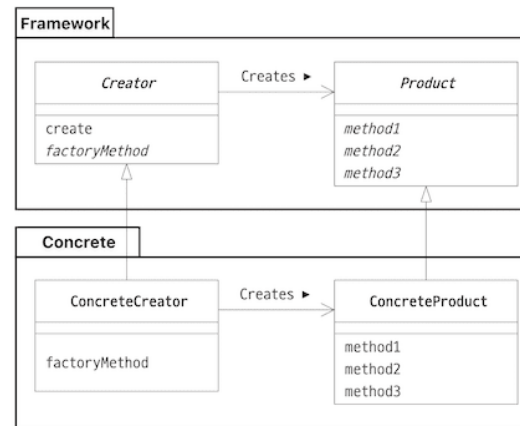 Framework
Creator
Creates ►
Product
create
factoryMethod
method1
method2
method3
Concrete
ConcreteCreator
Creates ►
ConcreteProduct
factoryMethod
method1
method2
method3